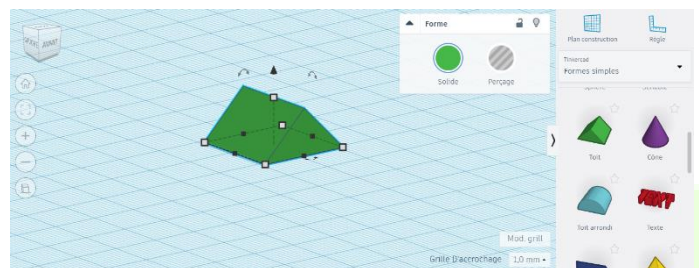 Forme
Solide
Perçage
Mod. grill
Grille D'accrochage 1,0 mm
Plan construction
Règle
Tinkercad
Formes simples
Toit
Cône
Toit arrondi
Texte